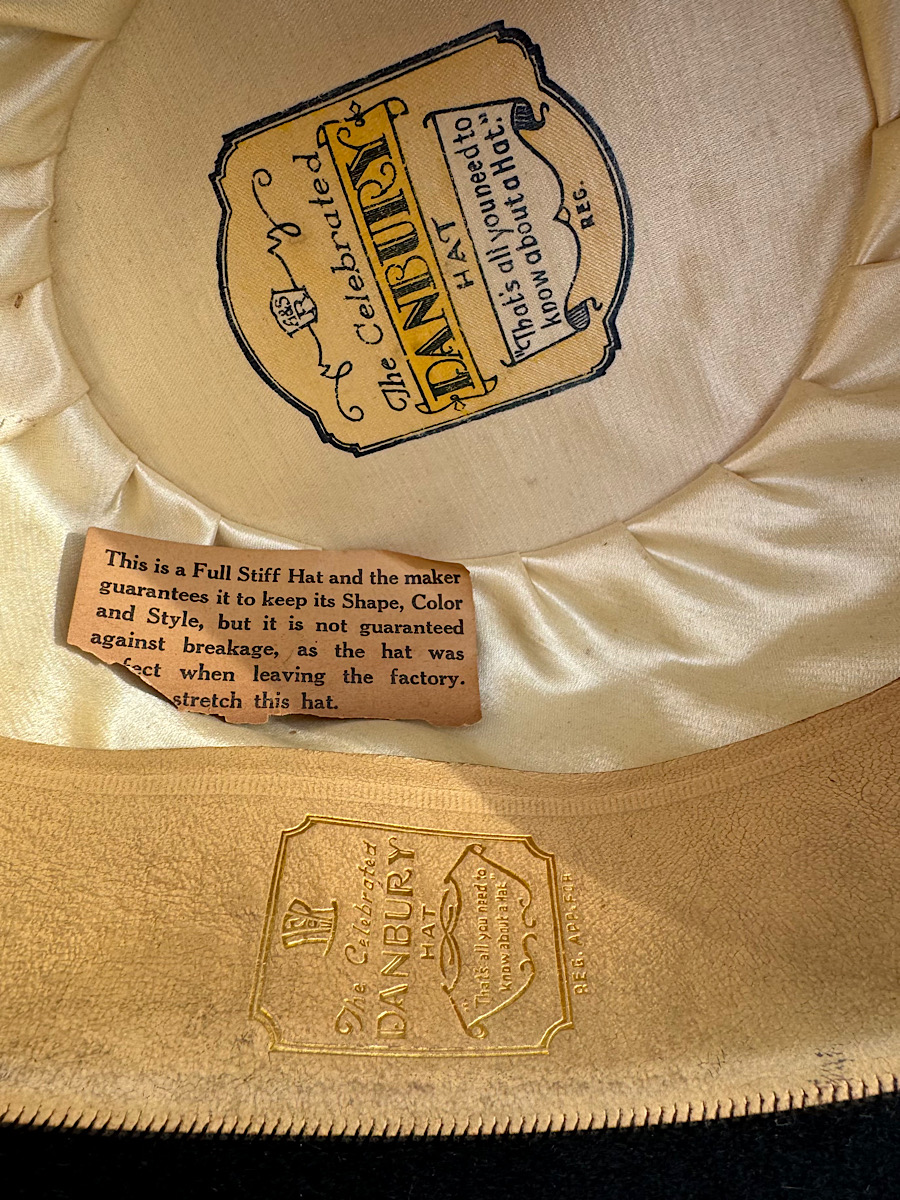 The Celebrated
DANBURY
HAT
"That's all you need to
know about a Hat."
REG.
This is a Full Stiff Hat and the maker
guarantees it to keep its Shape, Color
and Style, but it is not guaranteed
against breakage, as the hat was
fect when leaving the factory.
stretch this hat.
The Celebrated
DANBURY
HAT
"That's all you need to
know about a Hat."
REG. APP. FOR